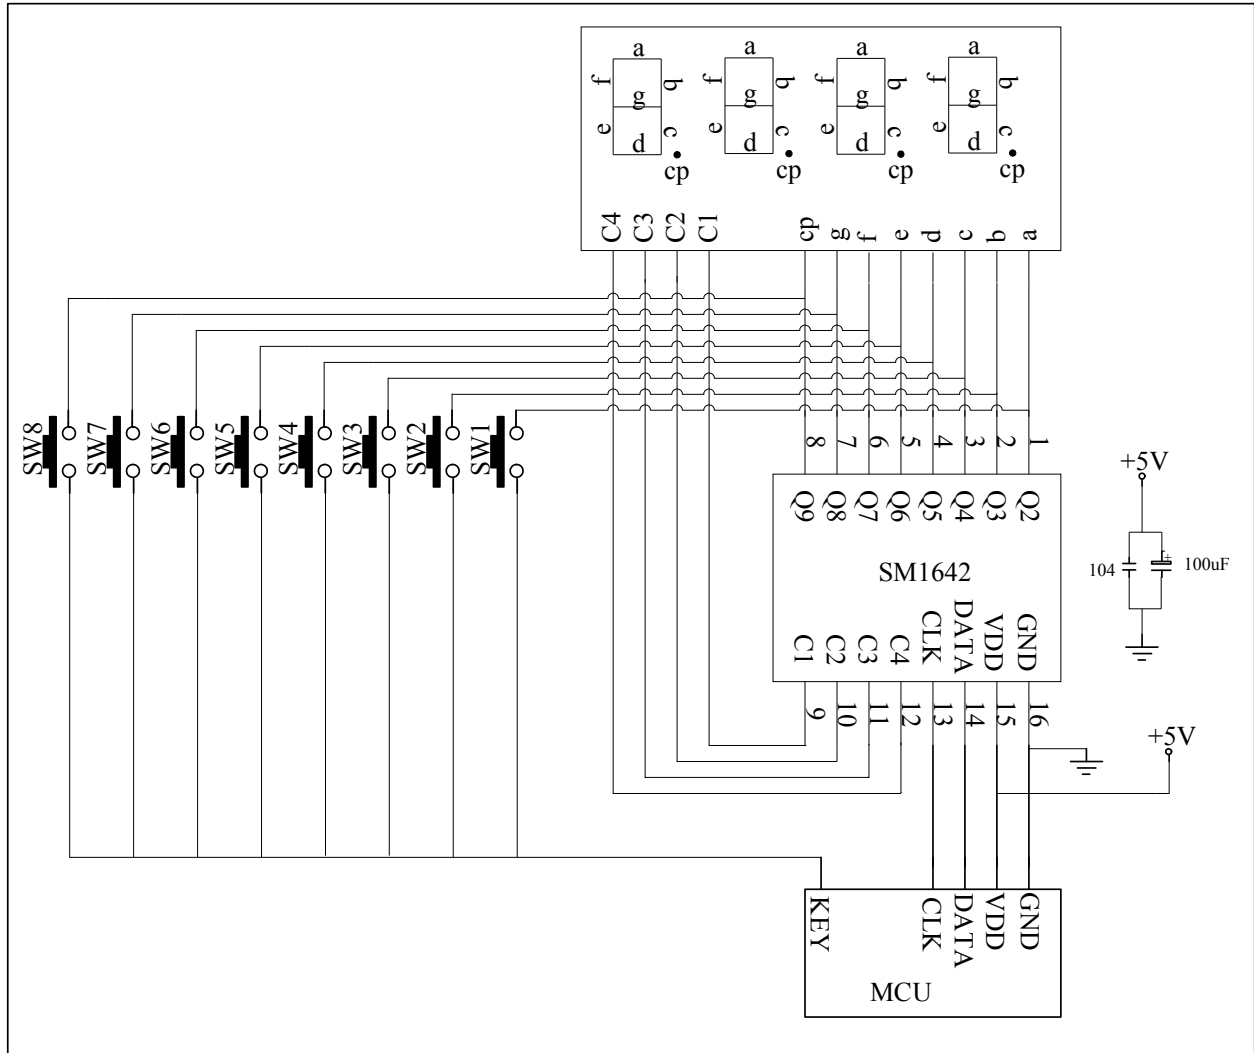 a a a a
f b f b f b f b
g g g g
e c e c e c e c
d d d d
cp cp cp cp
C4 C3 C2 C1 cp g f e d c b a
SW8 SW7 SW6 SW5 SW4 SW3 SW2 SW1
8 7 6 5 4 3 2 1
+5V
Q9 Q8 Q7 Q6 Q5 Q4 Q3 Q2
SM1642
104 100uF
+
C1 C2 C3 C4 CLK DATA VDD GND
9 10 11 12 13 14 15 16
+5V
KEY CLK DATA VDD GND
MCU